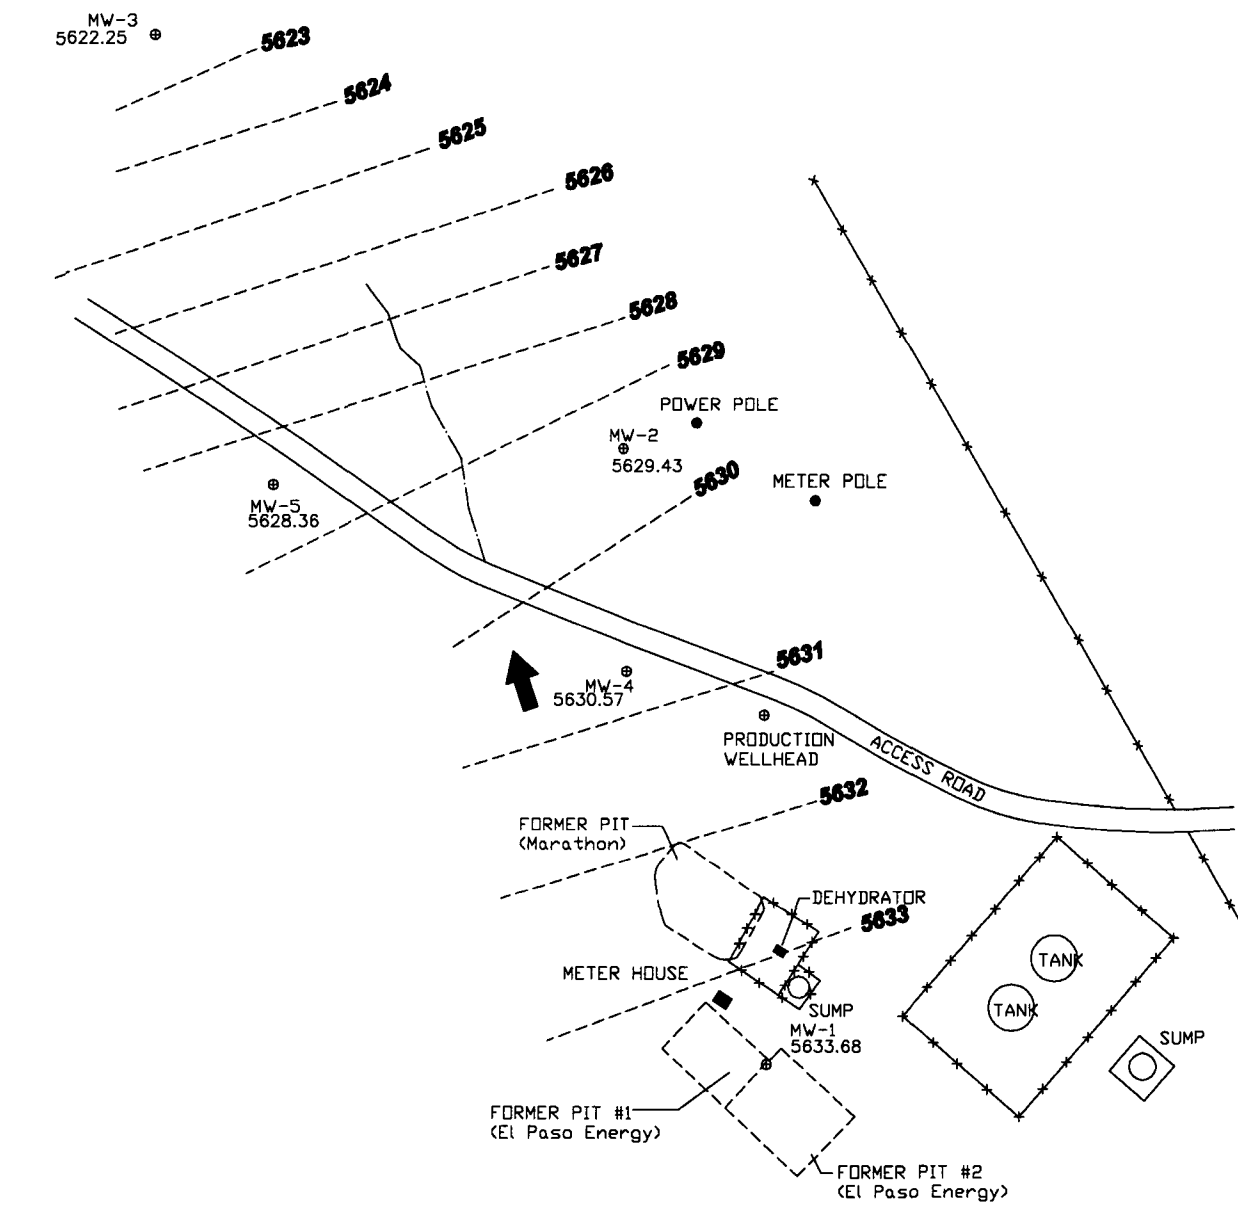 MW-3
5622.25
5623
5624
5625
5626
5627
5628
5629
POWER POLE
MW-2
5629.43
5630
METER POLE
MW-5
5628.36
5631
MW-4
5630.57
PRODUCTION
WELLHEAD
ACCESS ROAD
5632
FORMER PIT
(Marathon)
DEHYDRATOR
5633
METER HOUSE
TANK
TANK
SUMP
MW-1
5633.68
SUMP
FORMER PIT #1
(El Paso Energy)
FORMER PIT #2
(El Paso Energy)